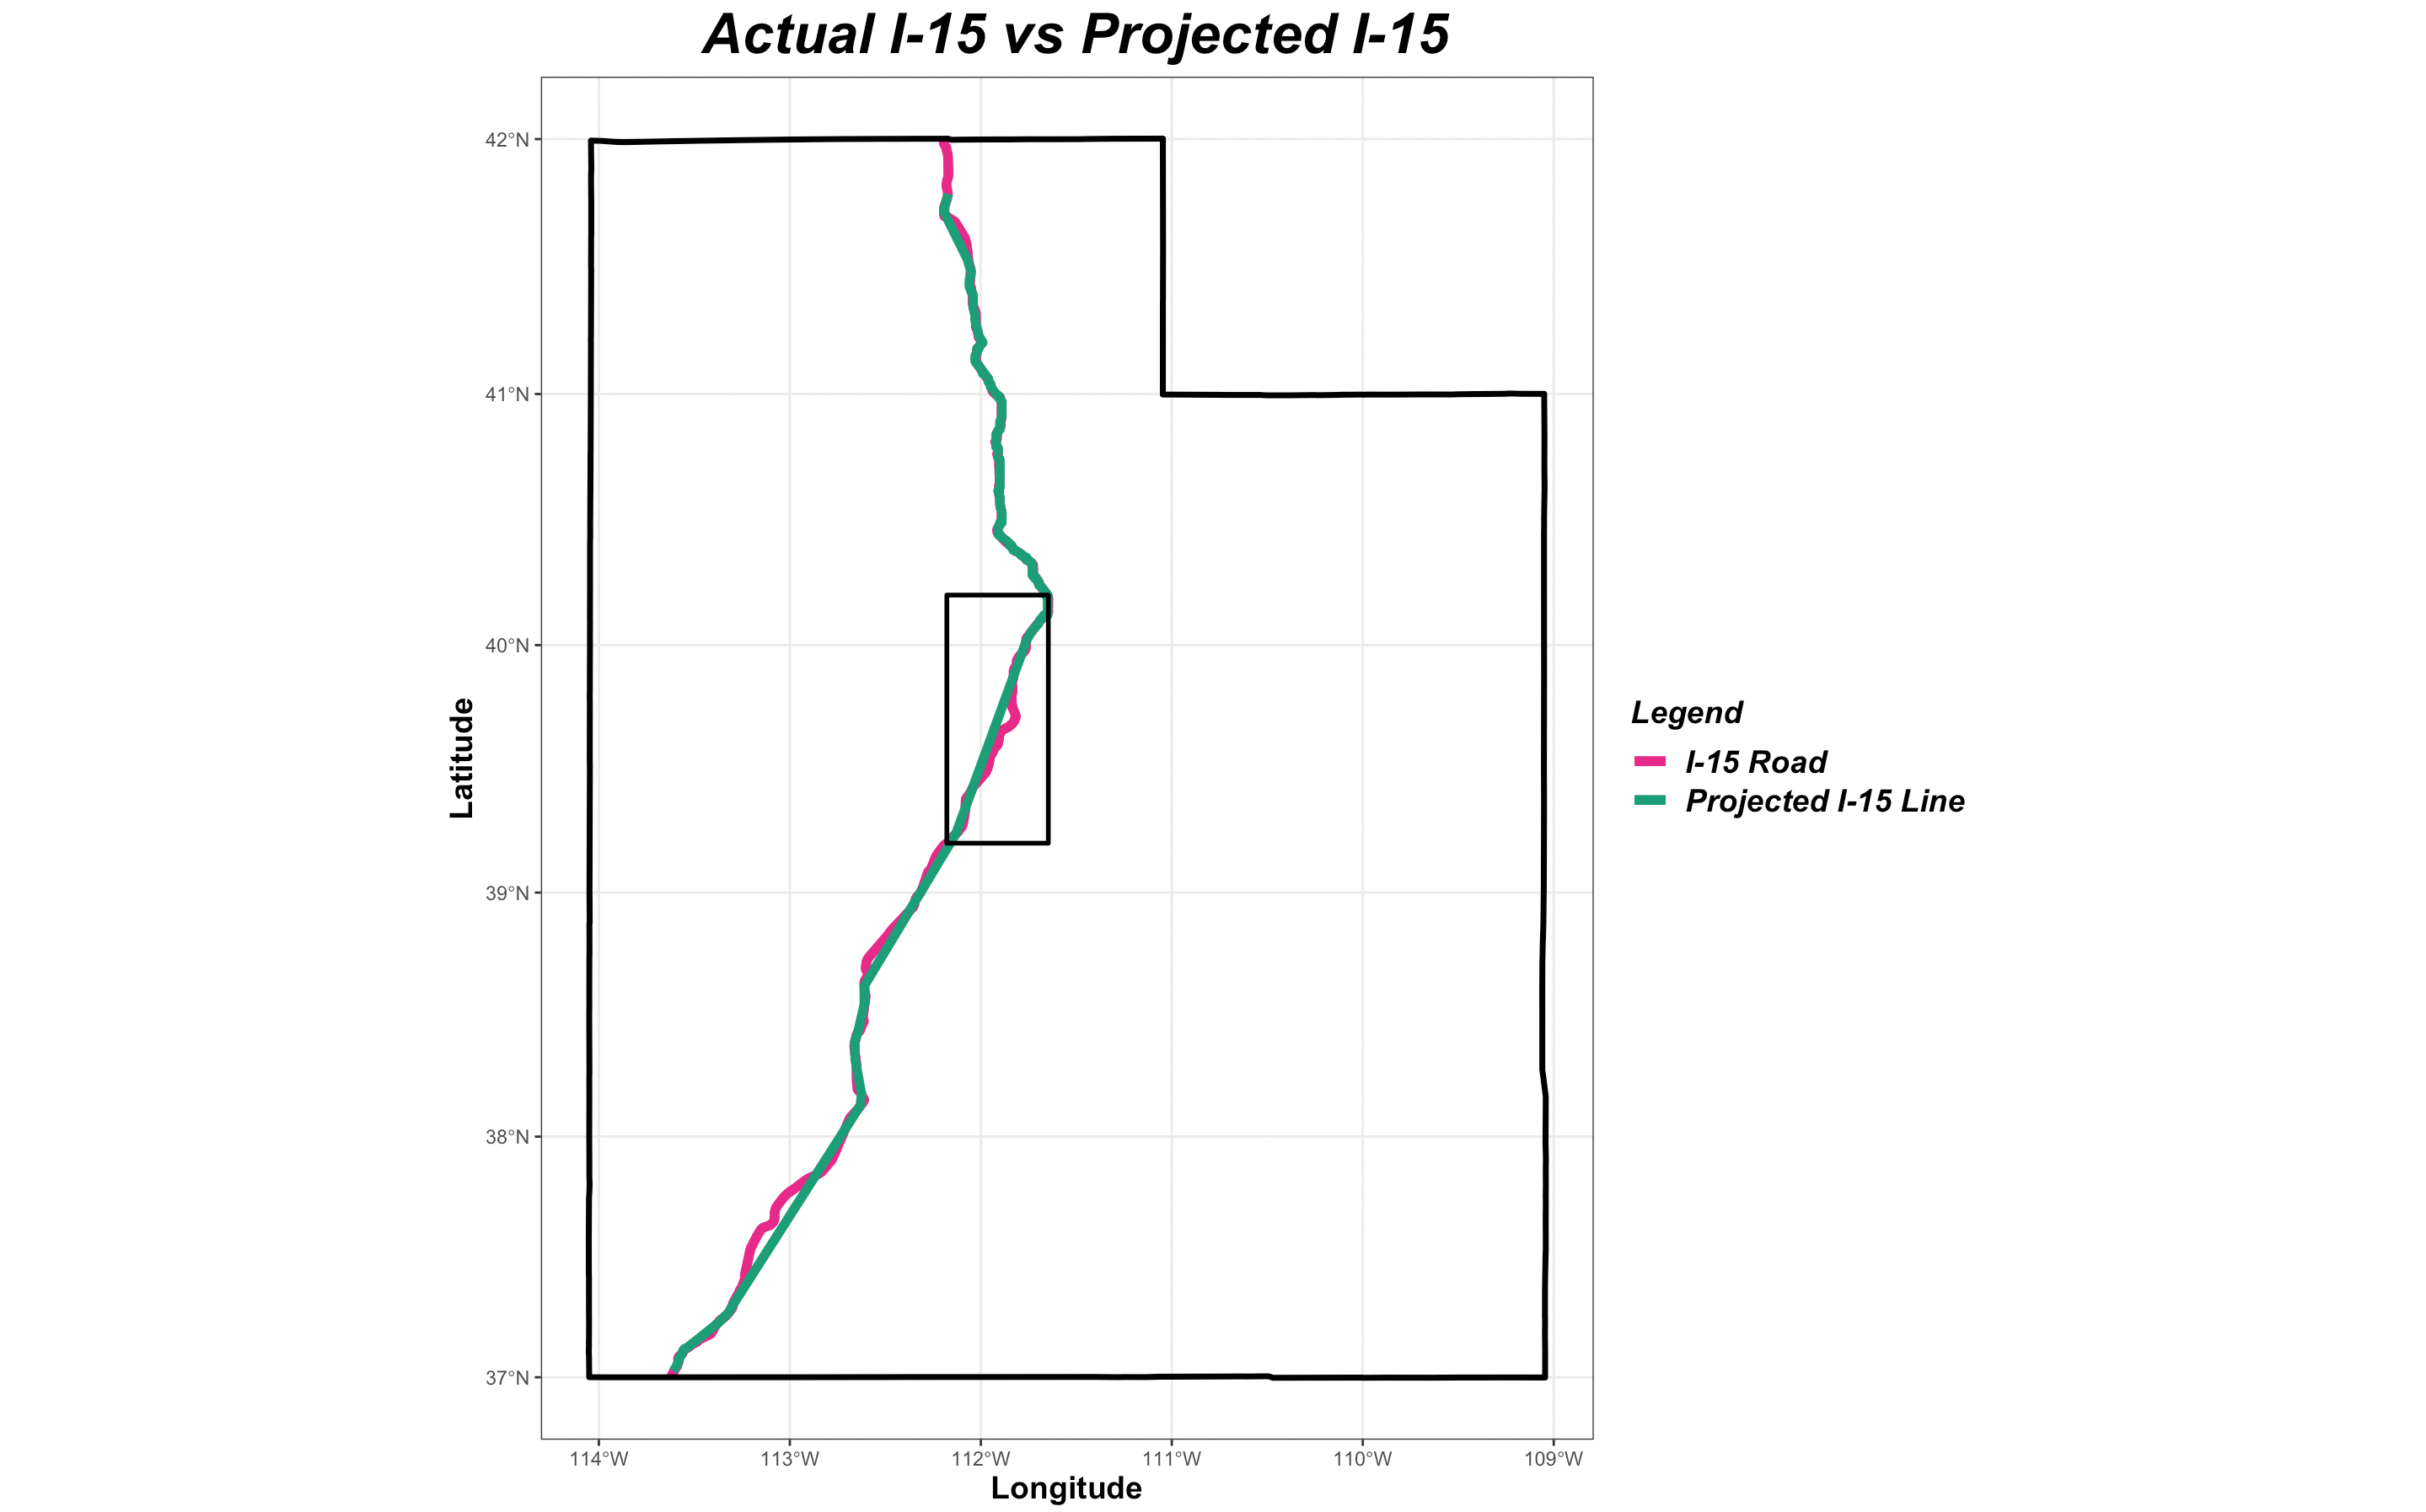 Actual I-15 vs Projected I-15
42°N
41°N
40°N
39°N
38°N
37°N
Latitude
114°W
113°W
112°W
111°W
110°W
109°W
Longitude
Legend
I-15 Road
Projected I-15 Line